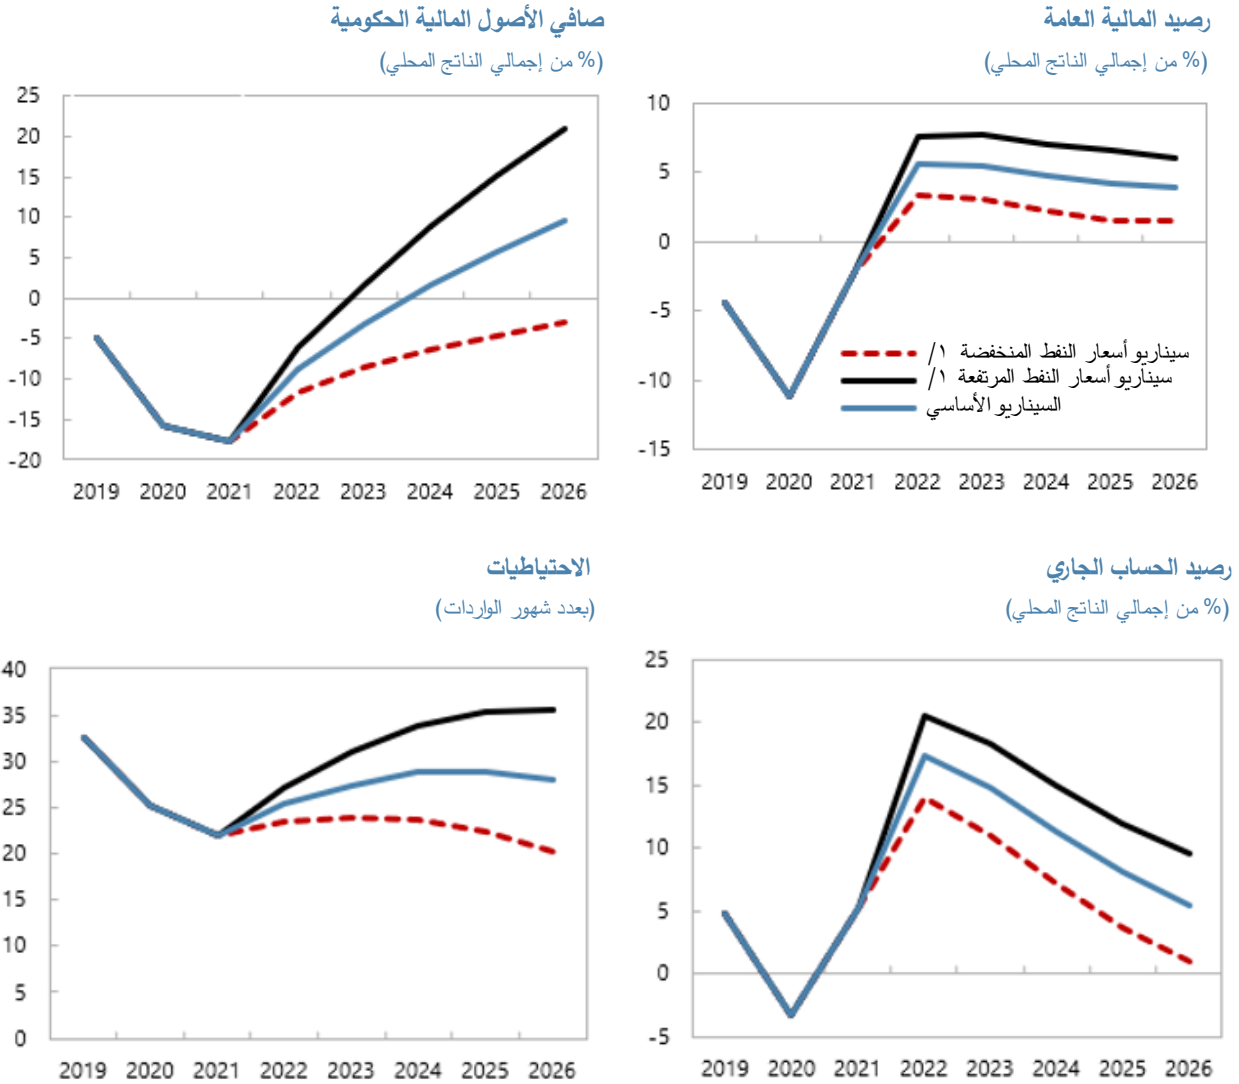 رصيد المالية العامة
(% من إجمالي الناتج المحلي)
10
5
0
-5
-10
-15
سيناريو أسعار النفط المنخفضة ١/
سيناريو أسعار النفط المرتفعة ١/
السيناريو الأساسي
2019 2020 2021 2022 2023 2024 2025 2026
صافي الأصول المالية الحكومية
(% من إجمالي الناتج المحلي)
25
20
15
10
5
0
-5
-10
-15
-20
2019 2020 2021 2022 2023 2024 2025 2026
رصيد الحساب الجاري
(% من إجمالي الناتج المحلي)
25
20
15
10
5
0
-5
2019 2020 2021 2022 2023 2024 2025 2026
الاحتياطيات
(بعدد شهور الواردات)
40
35
30
25
20
15
10
5
0
2019 2020 2021 2022 2023 2024 2025 2026